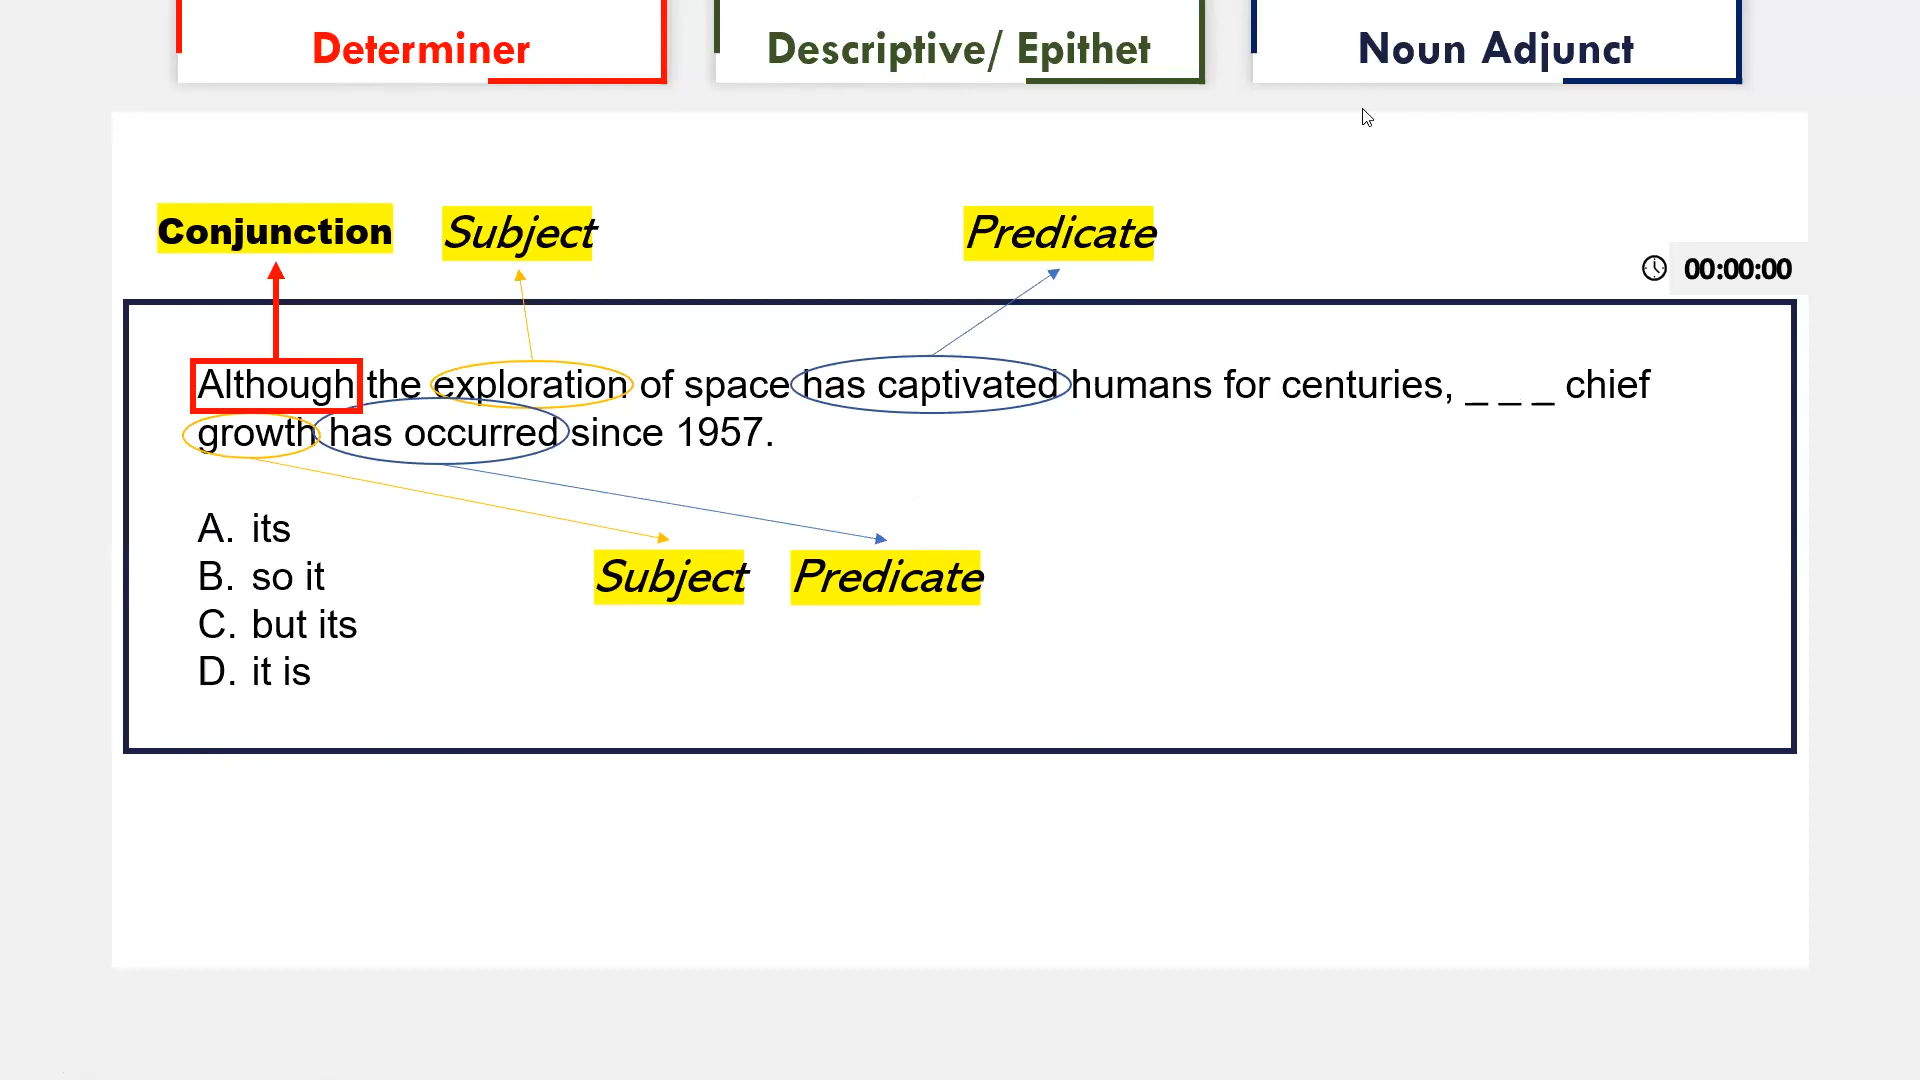 Determiner
Descriptive/ Epithet
Noun Adjunct
Conjunction
Subject
Predicate
00:00:00
Although the exploration of space has captivated humans for centuries, _ _ _ chief
growth has occurred since 1957.
A. its
B. so it
C. but its
D. it is
Subject
Predicate